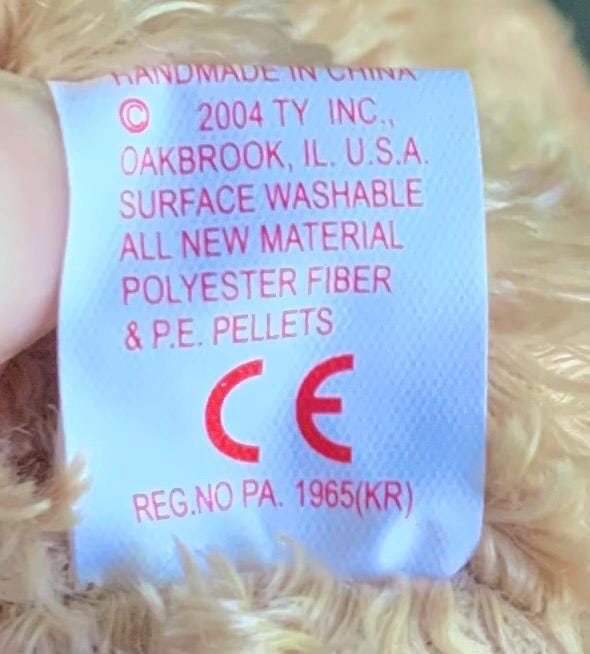 HANDMADE IN CHINA
© 2004 TY INC.,
OAKBROOK, IL. U.S.A.
SURFACE WASHABLE
ALL NEW MATERIAL
POLYESTER FIBER
& P.E. PELLETS
CE
REG.NO PA. 1965(KR)